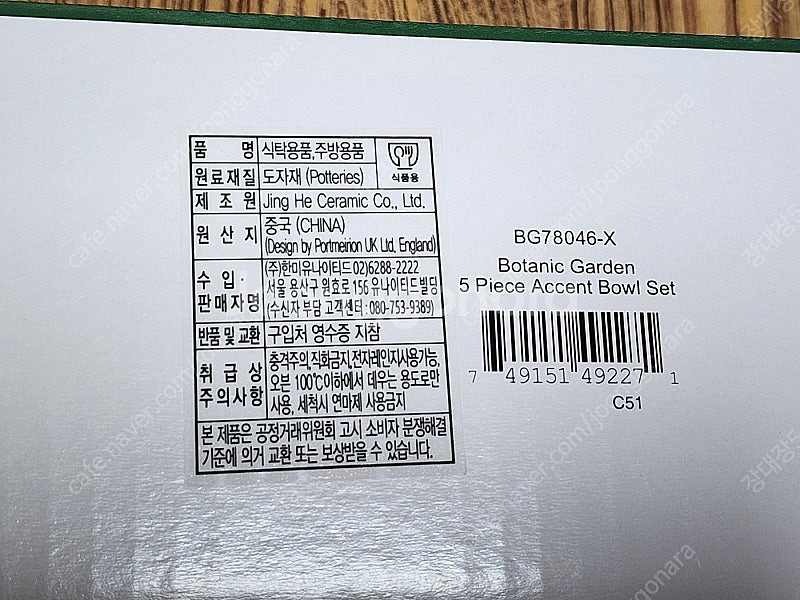 품 명 식탁용품,주방용품
식품용
원료재질 도자재 (Potteries)
제 조 원 Jing He Ceramic Co., Ltd.
원 산 지 중국 (CHINA)
(Design by Portmeirion UK Ltd, England)
수 입 · 판매자명 (주)한미유나이티드 02)6288-2222
서울 용산구 원효로 156 유나이티드빌딩
(수신자 부담 고객센터 : 080-753-9389)
반품 및 교환 구입처 영수증 지참
취 급 상 주의사항 충격주의,직화금지,전자레인지사용가능,
오븐 100℃이하에서 데우는 용도로만
사용, 세척시 연마제 사용금지
본 제품은 공정거래위원회 고시 소비자 분쟁해결
기준에 의거 교환 또는 보상받을 수 있습니다.
BG78046-X
Botanic Garden
5 Piece Accent Bowl Set
7 49151 49227 1
C51